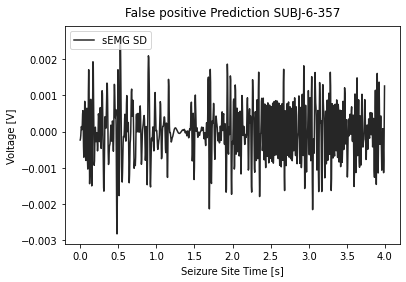 False positive Prediction SUBJ-6-357
sEMG SD
0.002
0.001
0.000
−0.001
−0.002
−0.003
Voltage [V]
0.0 0.5 1.0 1.5 2.0 2.5 3.0 3.5 4.0
Seizure Site Time [s]